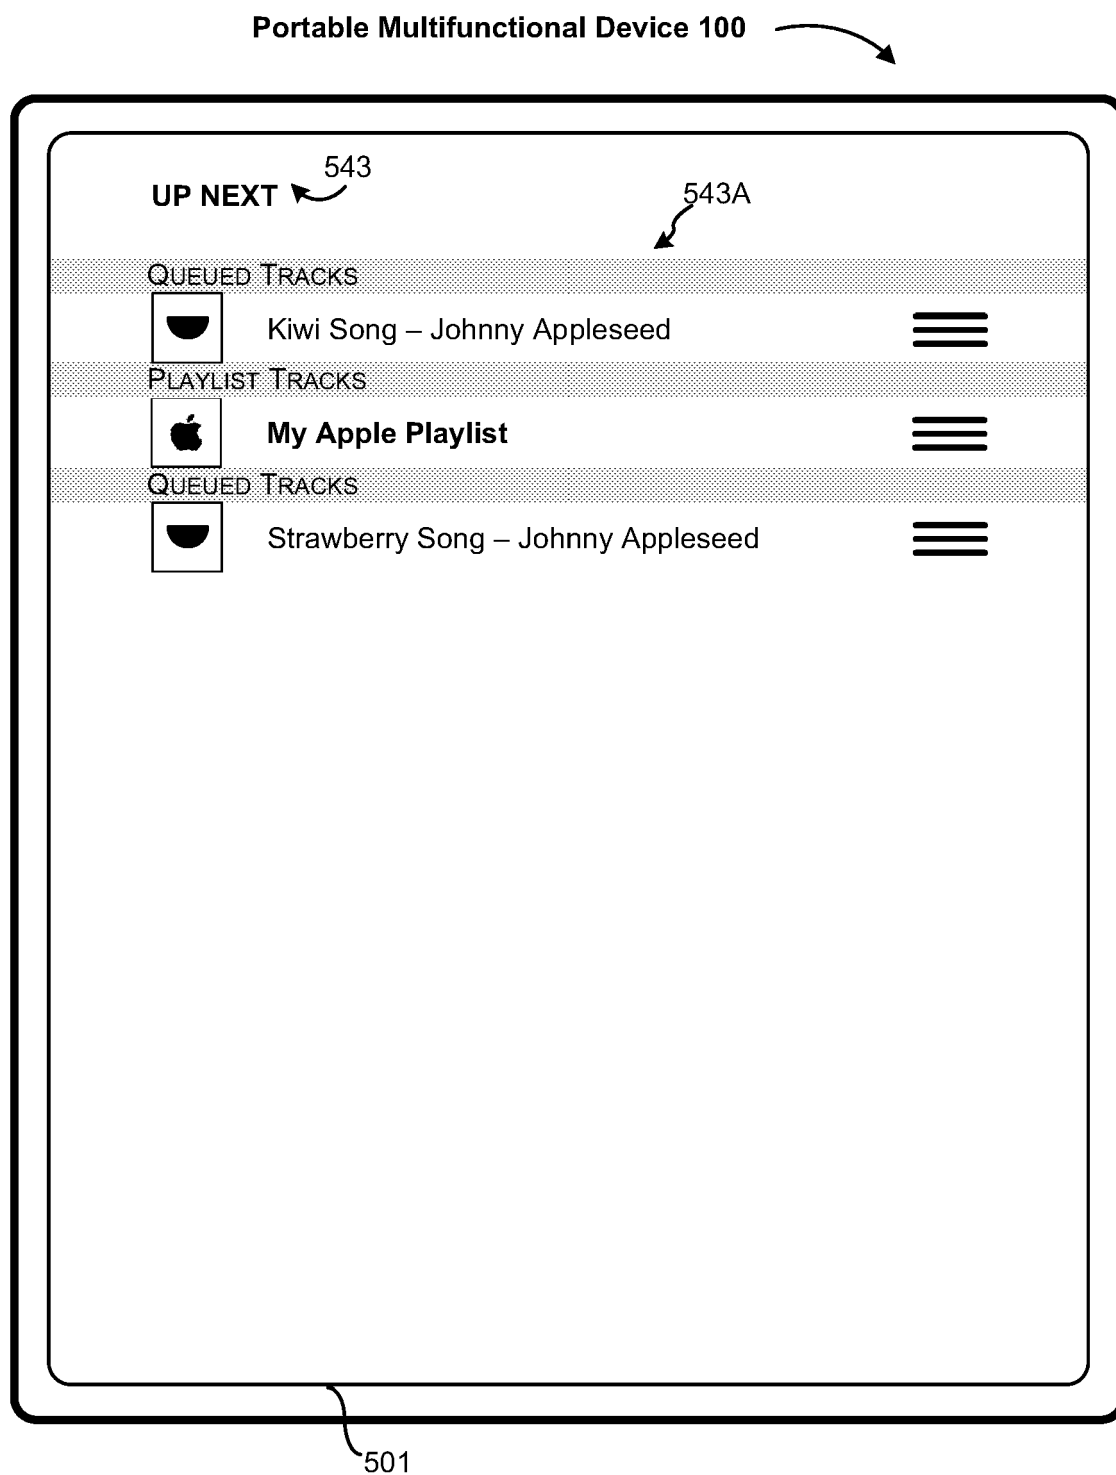 Portable Multifunctional Device 100
543
UP NEXT
543A
QUEUED TRACKS
Kiwi Song – Johnny Appleseed
PLAYLIST TRACKS
My Apple Playlist
QUEUED TRACKS
Strawberry Song – Johnny Appleseed
501